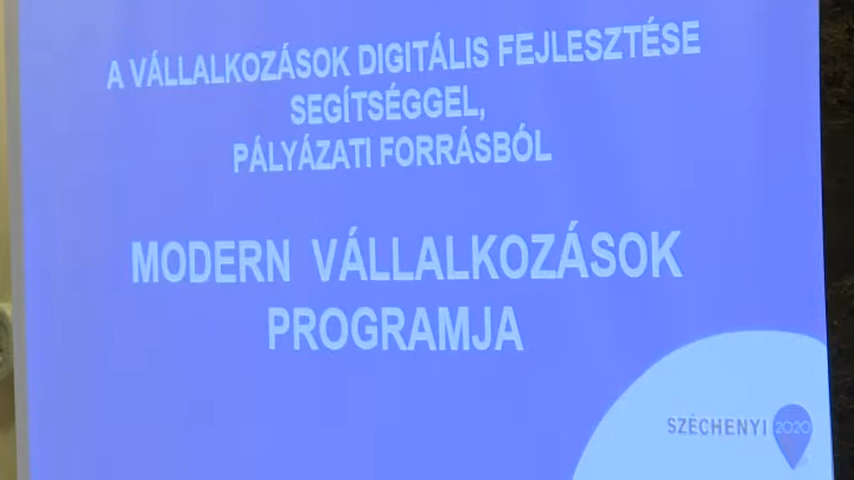 A VÁLLALKOZÁSOK DIGITÁLIS FEJLESZTÉSE
SEGÍTSÉGGEL,
PÁLYÁZATI FORRÁSBÓL
MODERN VÁLLALKOZÁSOK
PROGRAMJA
SZÉCHENYI 2020